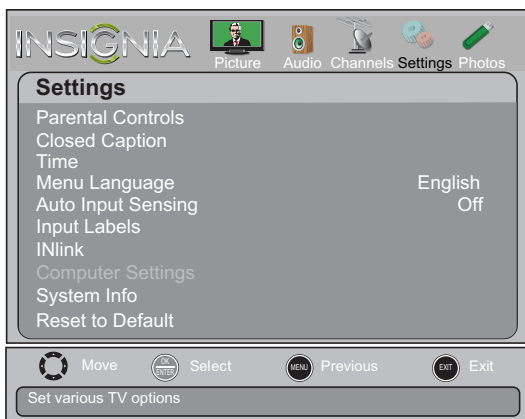 INSIGNIA
Picture Audio Channels Settings Photos
Settings
Parental Controls
Closed Caption
Time
Menu Language English
Auto Input Sensing Off
Input Labels
INlink
Computer Settings
System Info
Reset to Default
Move OK ENTER Select MENU Previous EXIT Exit
Set various TV options